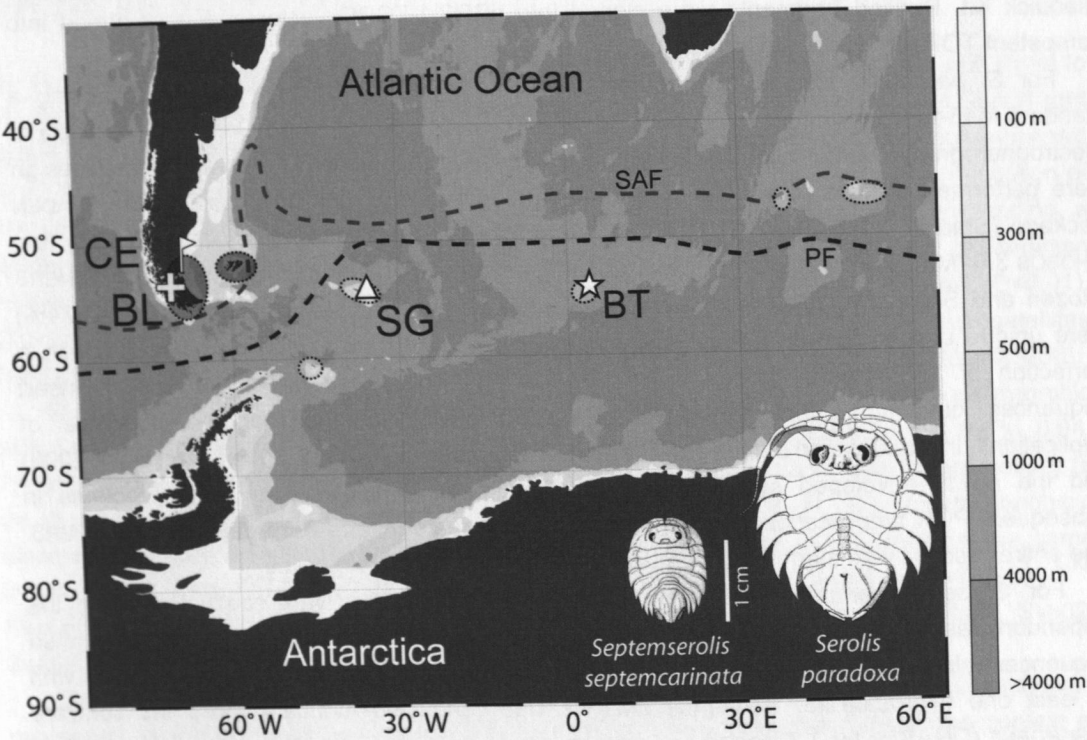 Atlantic Ocean
40°S
50°S
60°S
70°S
80°S
90°S
SAF
PF
CE
BL
SG
BT
Antarctica
Septemserolis
septemcarinata
1 cm
Serolis
paradoxa
60°W
30°W
0°E
30°E
60°E
100 m
300 m
500 m
1000 m
4000 m
>4000 m